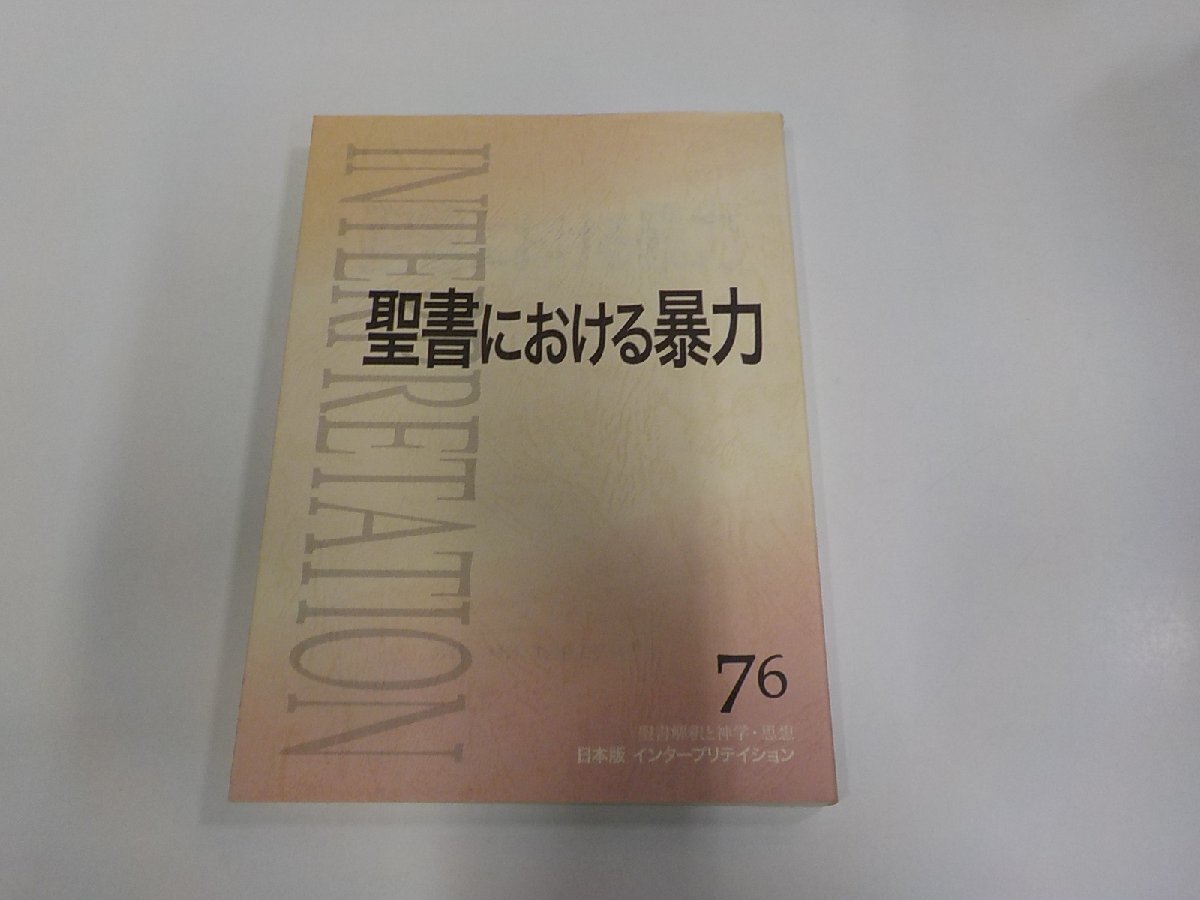 INTERPRETATION
聖書における暴力
76
聖書解釈と神学・思想
日本版 インタープリテイション